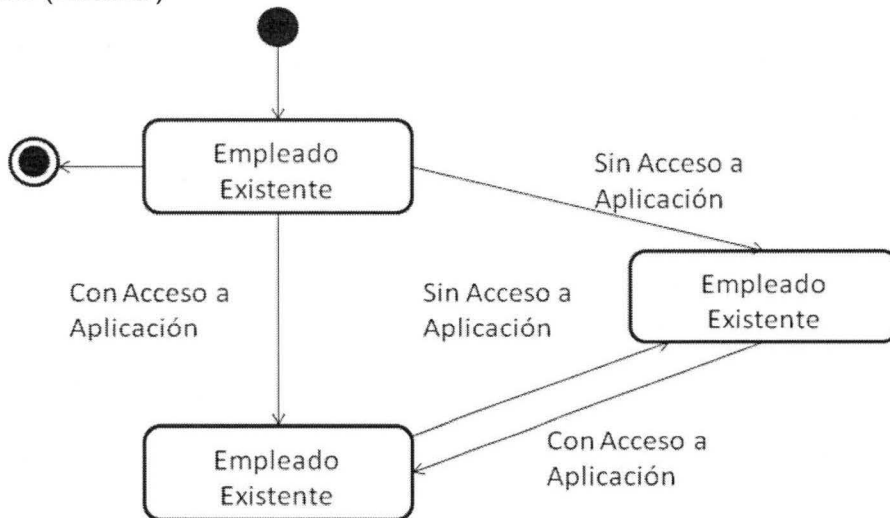 Empleado
Existente
Sin Acceso a
Aplicación
Con Acceso a
Aplicación
Sin Acceso a
Aplicación
Empleado
Existente
Empleado
Existente
Con Acceso a
Aplicación